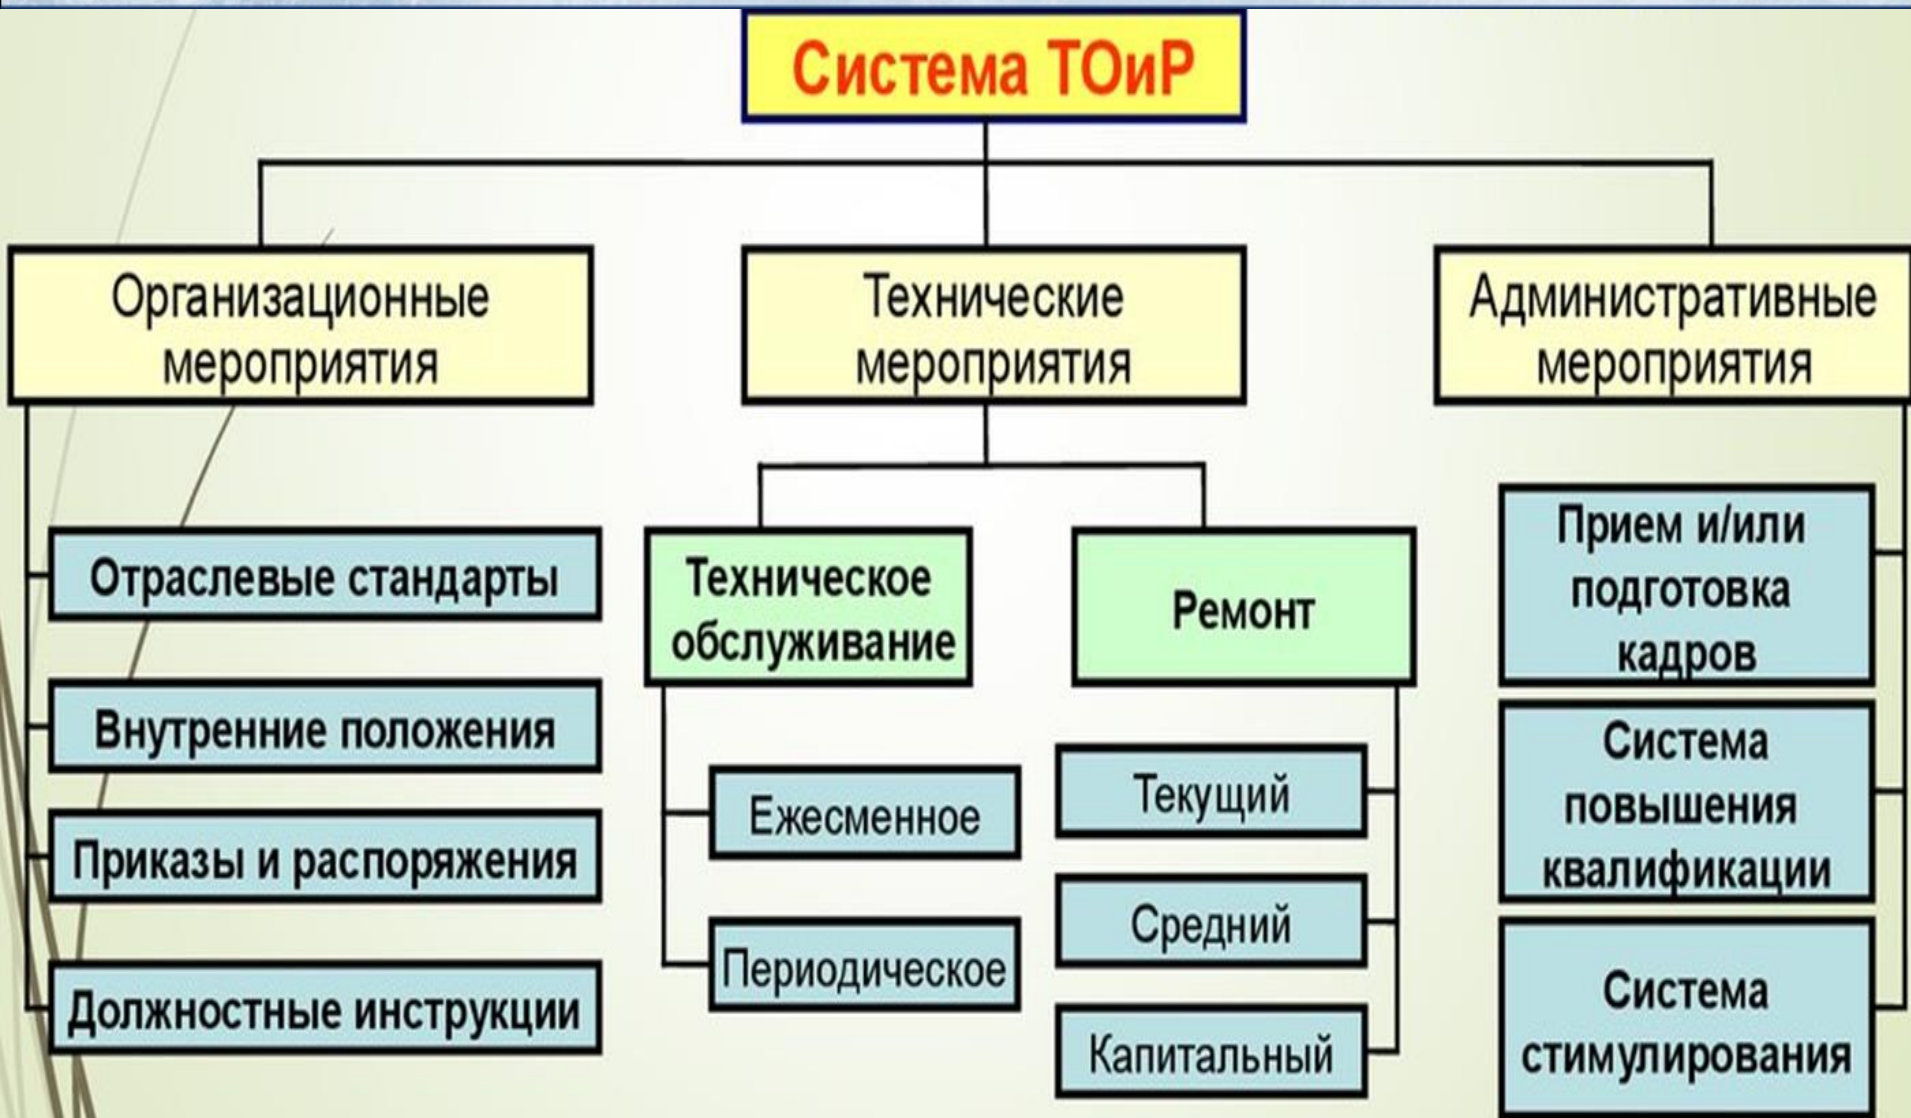 Система ТОиР
Организационные
мероприятия
Отраслевые стандарты
Внутренние положения
Приказы и распоряжения
Должностные инструкции
Технические
мероприятия
Техническое
обслуживание
Ежесменное
Периодическое
Ремонт
Текущий
Средний
Капитальный
Административные
мероприятия
Прием и/или
подготовка
кадров
Система
повышения
квалификации
Система
стимулирования